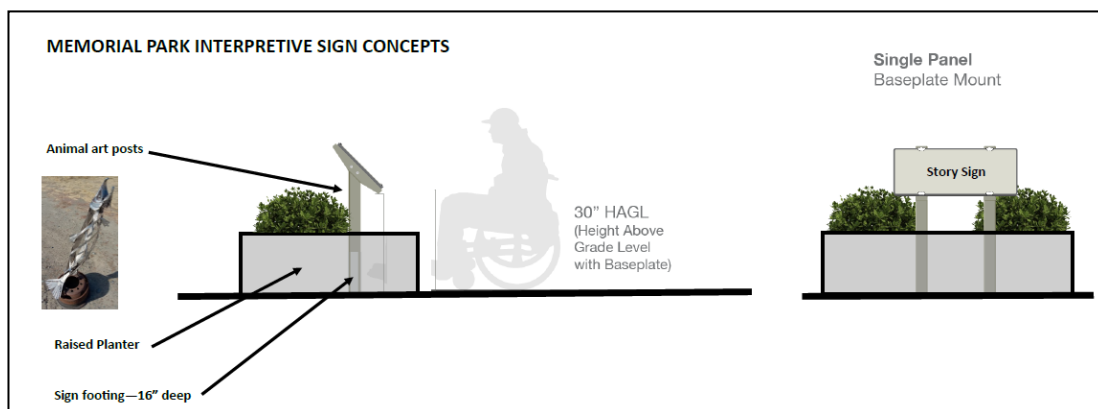 MEMORIAL PARK INTERPRETIVE SIGN CONCEPTS
Single Panel
Baseplate Mount
Animal art posts
Story Sign
30” HAGL
(Height Above
Grade Level
with Baseplate)
Raised Planter
Sign footing—16” deep